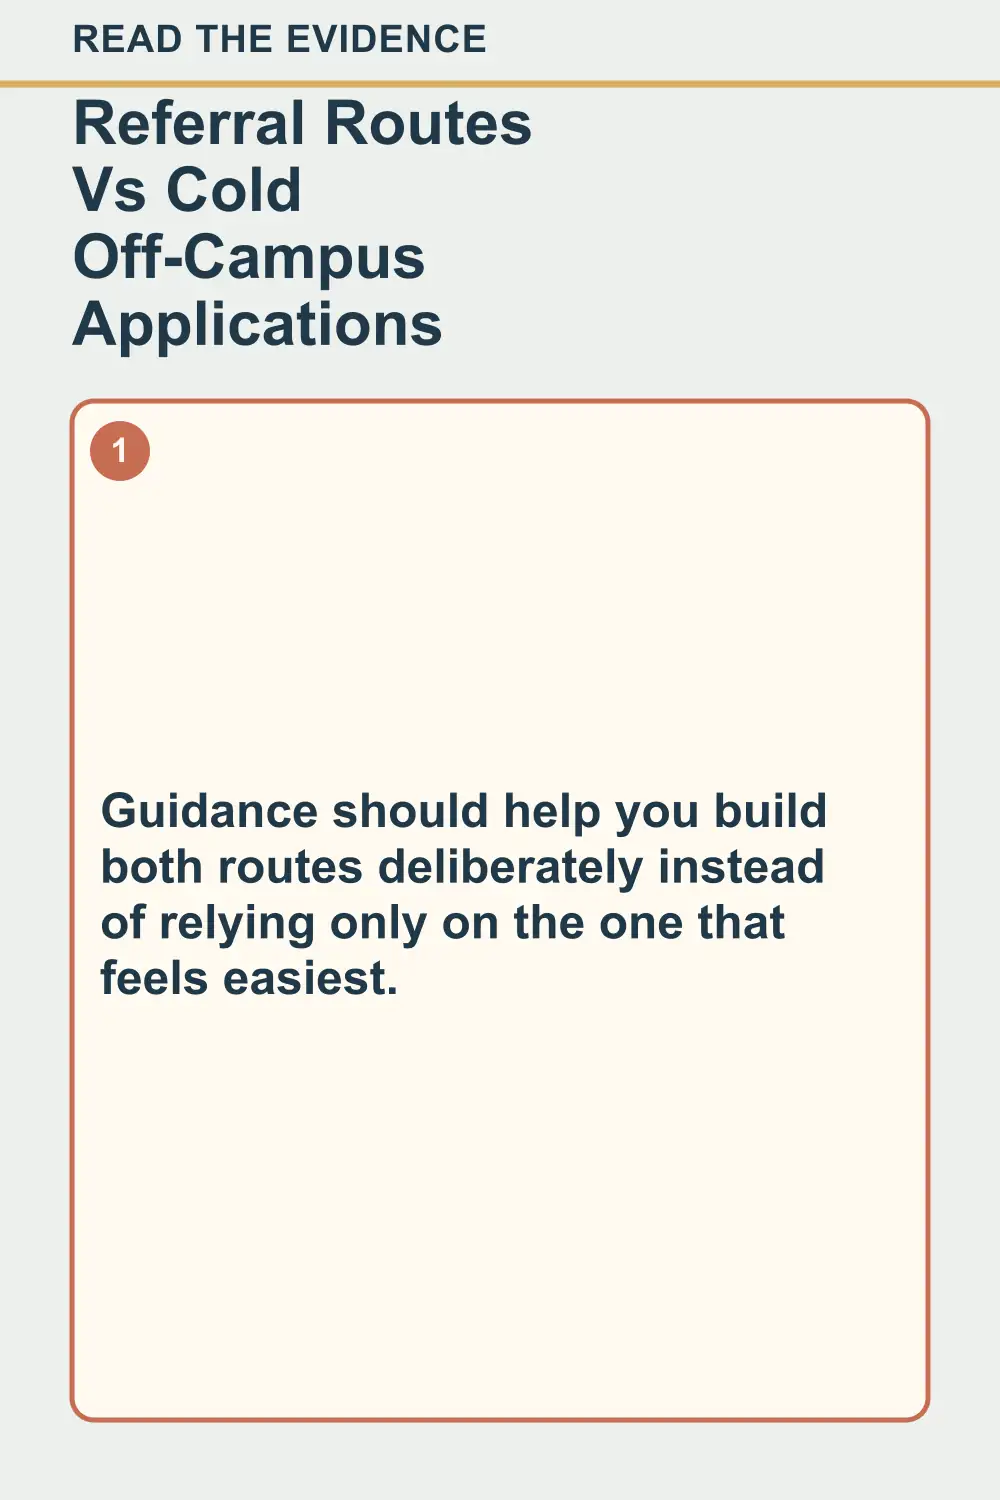 READ THE EVIDENCE
Referral Routes
Vs Cold
Off-Campus
Applications
1
Guidance should help you build
both routes deliberately instead
of relying only on the one that
feels easiest.